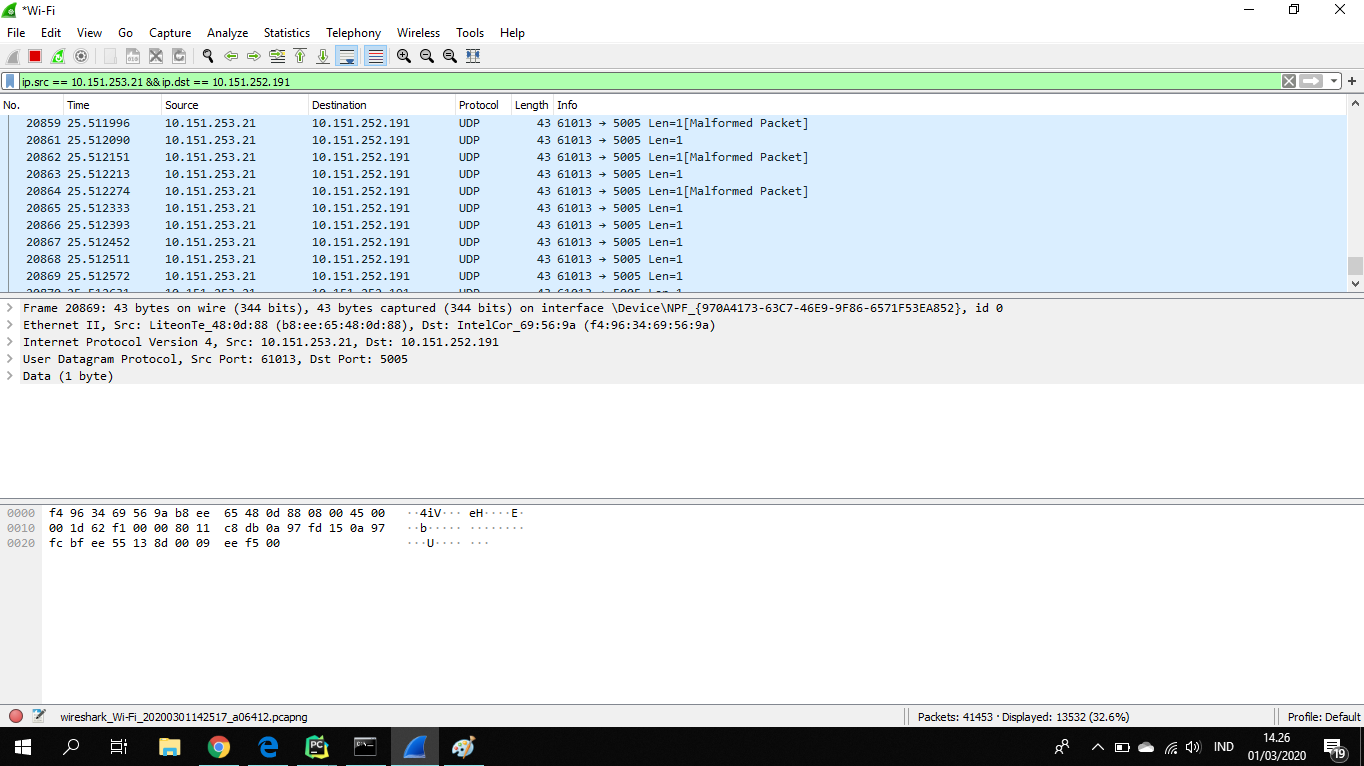 *Wi-Fi
File Edit View Go Capture Analyze Statistics Telephony Wireless Tools Help
ip.src == 10.151.253.21 && ip.dst == 10.151.252.191
No. Time Source Destination Protocol Length Info
20859 25.511996 10.151.253.21 10.151.252.191 UDP 43 61013 → 5005 Len=1[Malformed Packet]
20861 25.512090 10.151.253.21 10.151.252.191 UDP 43 61013 → 5005 Len=1
20862 25.512151 10.151.253.21 10.151.252.191 UDP 43 61013 → 5005 Len=1[Malformed Packet]
20863 25.512213 10.151.253.21 10.151.252.191 UDP 43 61013 → 5005 Len=1
20864 25.512274 10.151.253.21 10.151.252.191 UDP 43 61013 → 5005 Len=1[Malformed Packet]
20865 25.512333 10.151.253.21 10.151.252.191 UDP 43 61013 → 5005 Len=1
20866 25.512393 10.151.253.21 10.151.252.191 UDP 43 61013 → 5005 Len=1
20867 25.512452 10.151.253.21 10.151.252.191 UDP 43 61013 → 5005 Len=1
20868 25.512511 10.151.253.21 10.151.252.191 UDP 43 61013 → 5005 Len=1
20869 25.512572 10.151.253.21 10.151.252.191 UDP 43 61013 → 5005 Len=1
Frame 20869: 43 bytes on wire (344 bits), 43 bytes captured (344 bits) on interface \Device\NPF_{970A4173-63C7-46E9-9F86-6571F53EA852}, id 0
Ethernet II, Src: LiteonTe_48:0d:88 (b8:ee:65:48:0d:88), Dst: IntelCor_69:56:9a (f4:96:34:69:56:9a)
Internet Protocol Version 4, Src: 10.151.253.21, Dst: 10.151.252.191
User Datagram Protocol, Src Port: 61013, Dst Port: 5005
Data (1 byte)
0000 f4 96 34 69 56 9a b8 ee 65 48 0d 88 08 00 45 00 ··4iV··· eH····E·
0010 00 1d 62 f1 00 00 80 11 c8 db 0a 97 fd 15 0a 97 ··b····· ········
0020 fc bf ee 55 13 8d 00 09 ee f5 00 ···U···· ···
wireshark_Wi-Fi_20200301142517_a06412.pcapng
Packets: 41453 · Displayed: 13532 (32.6%)
Profile: Default
IND
14.26
01/03/2020
19